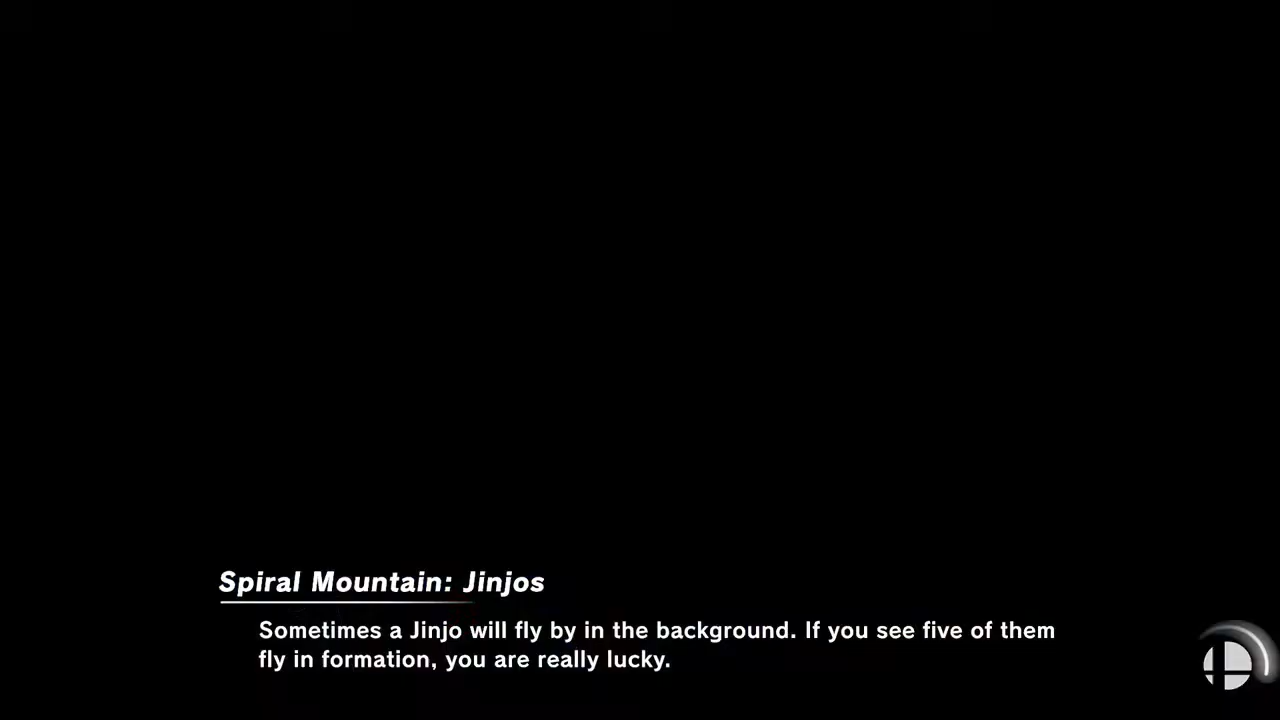 Spiral Mountain: Jinjos
Sometimes a Jinjo will fly by in the background. If you see five of them
fly in formation, you are really lucky.